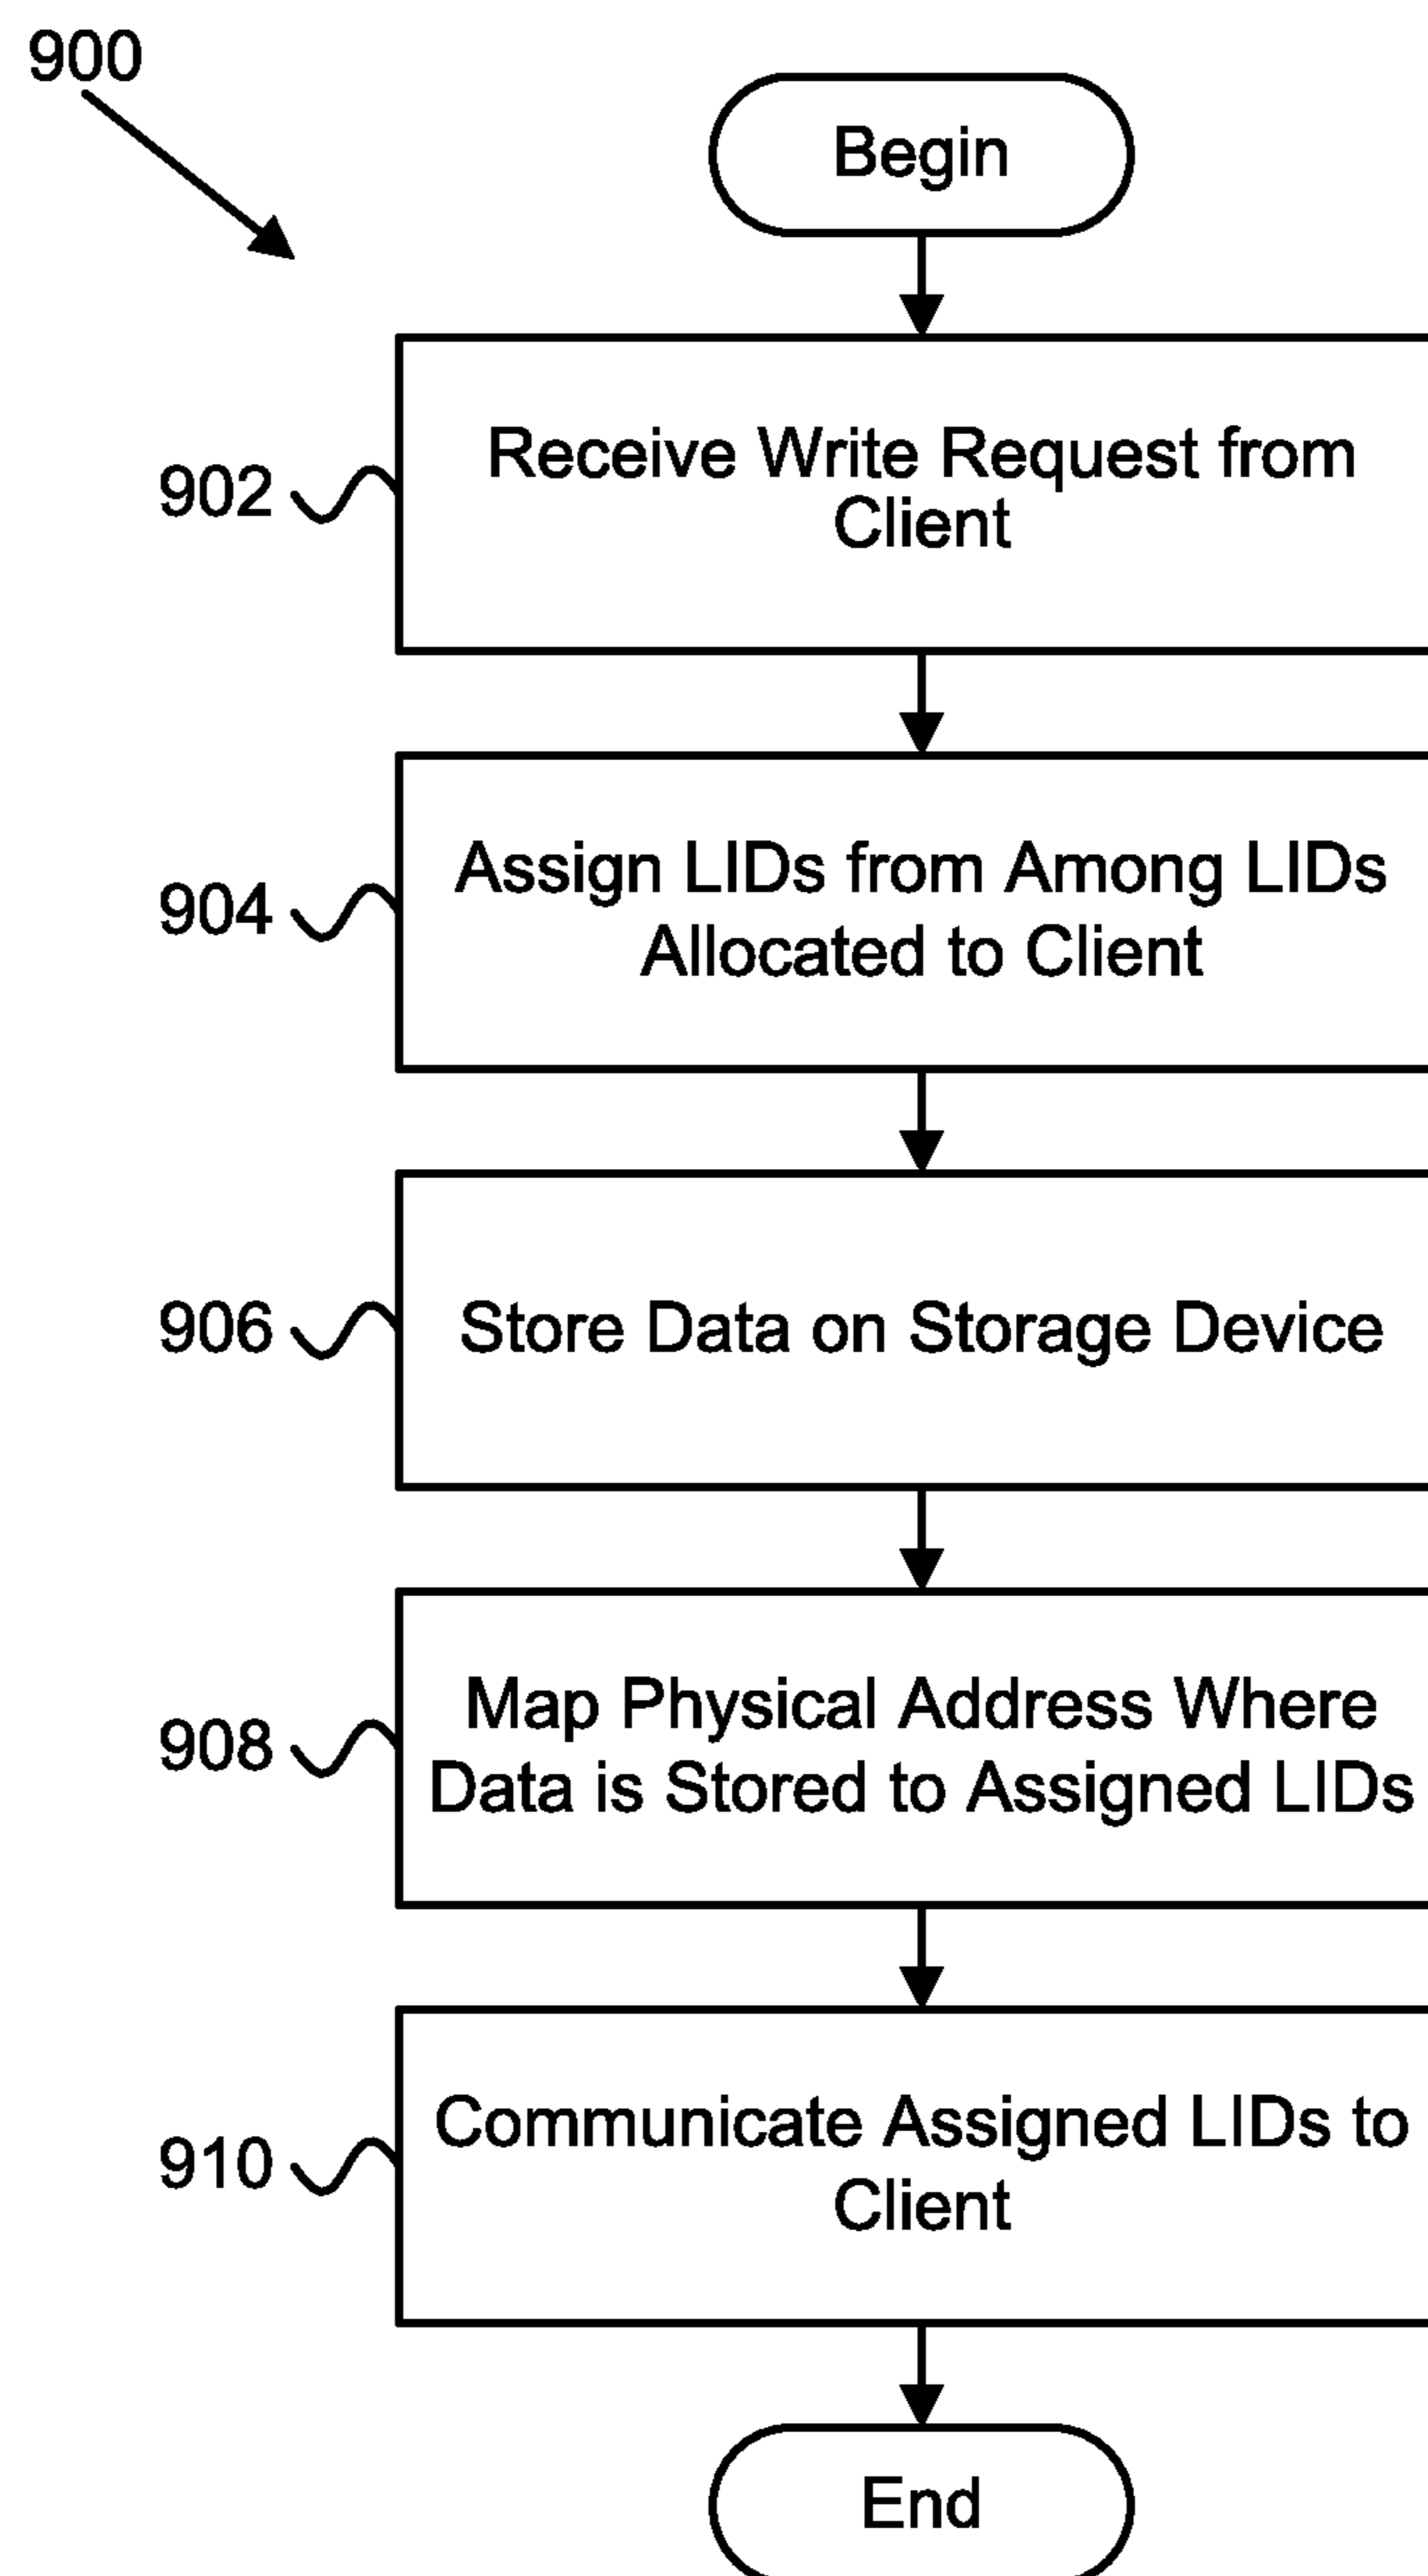 900
Begin
902
Receive Write Request from
Client
904
Assign LIDs from Among LIDs
Allocated to Client
906
Store Data on Storage Device
908
Map Physical Address Where
Data is Stored to Assigned LIDs
910
Communicate Assigned LIDs to
Client
End